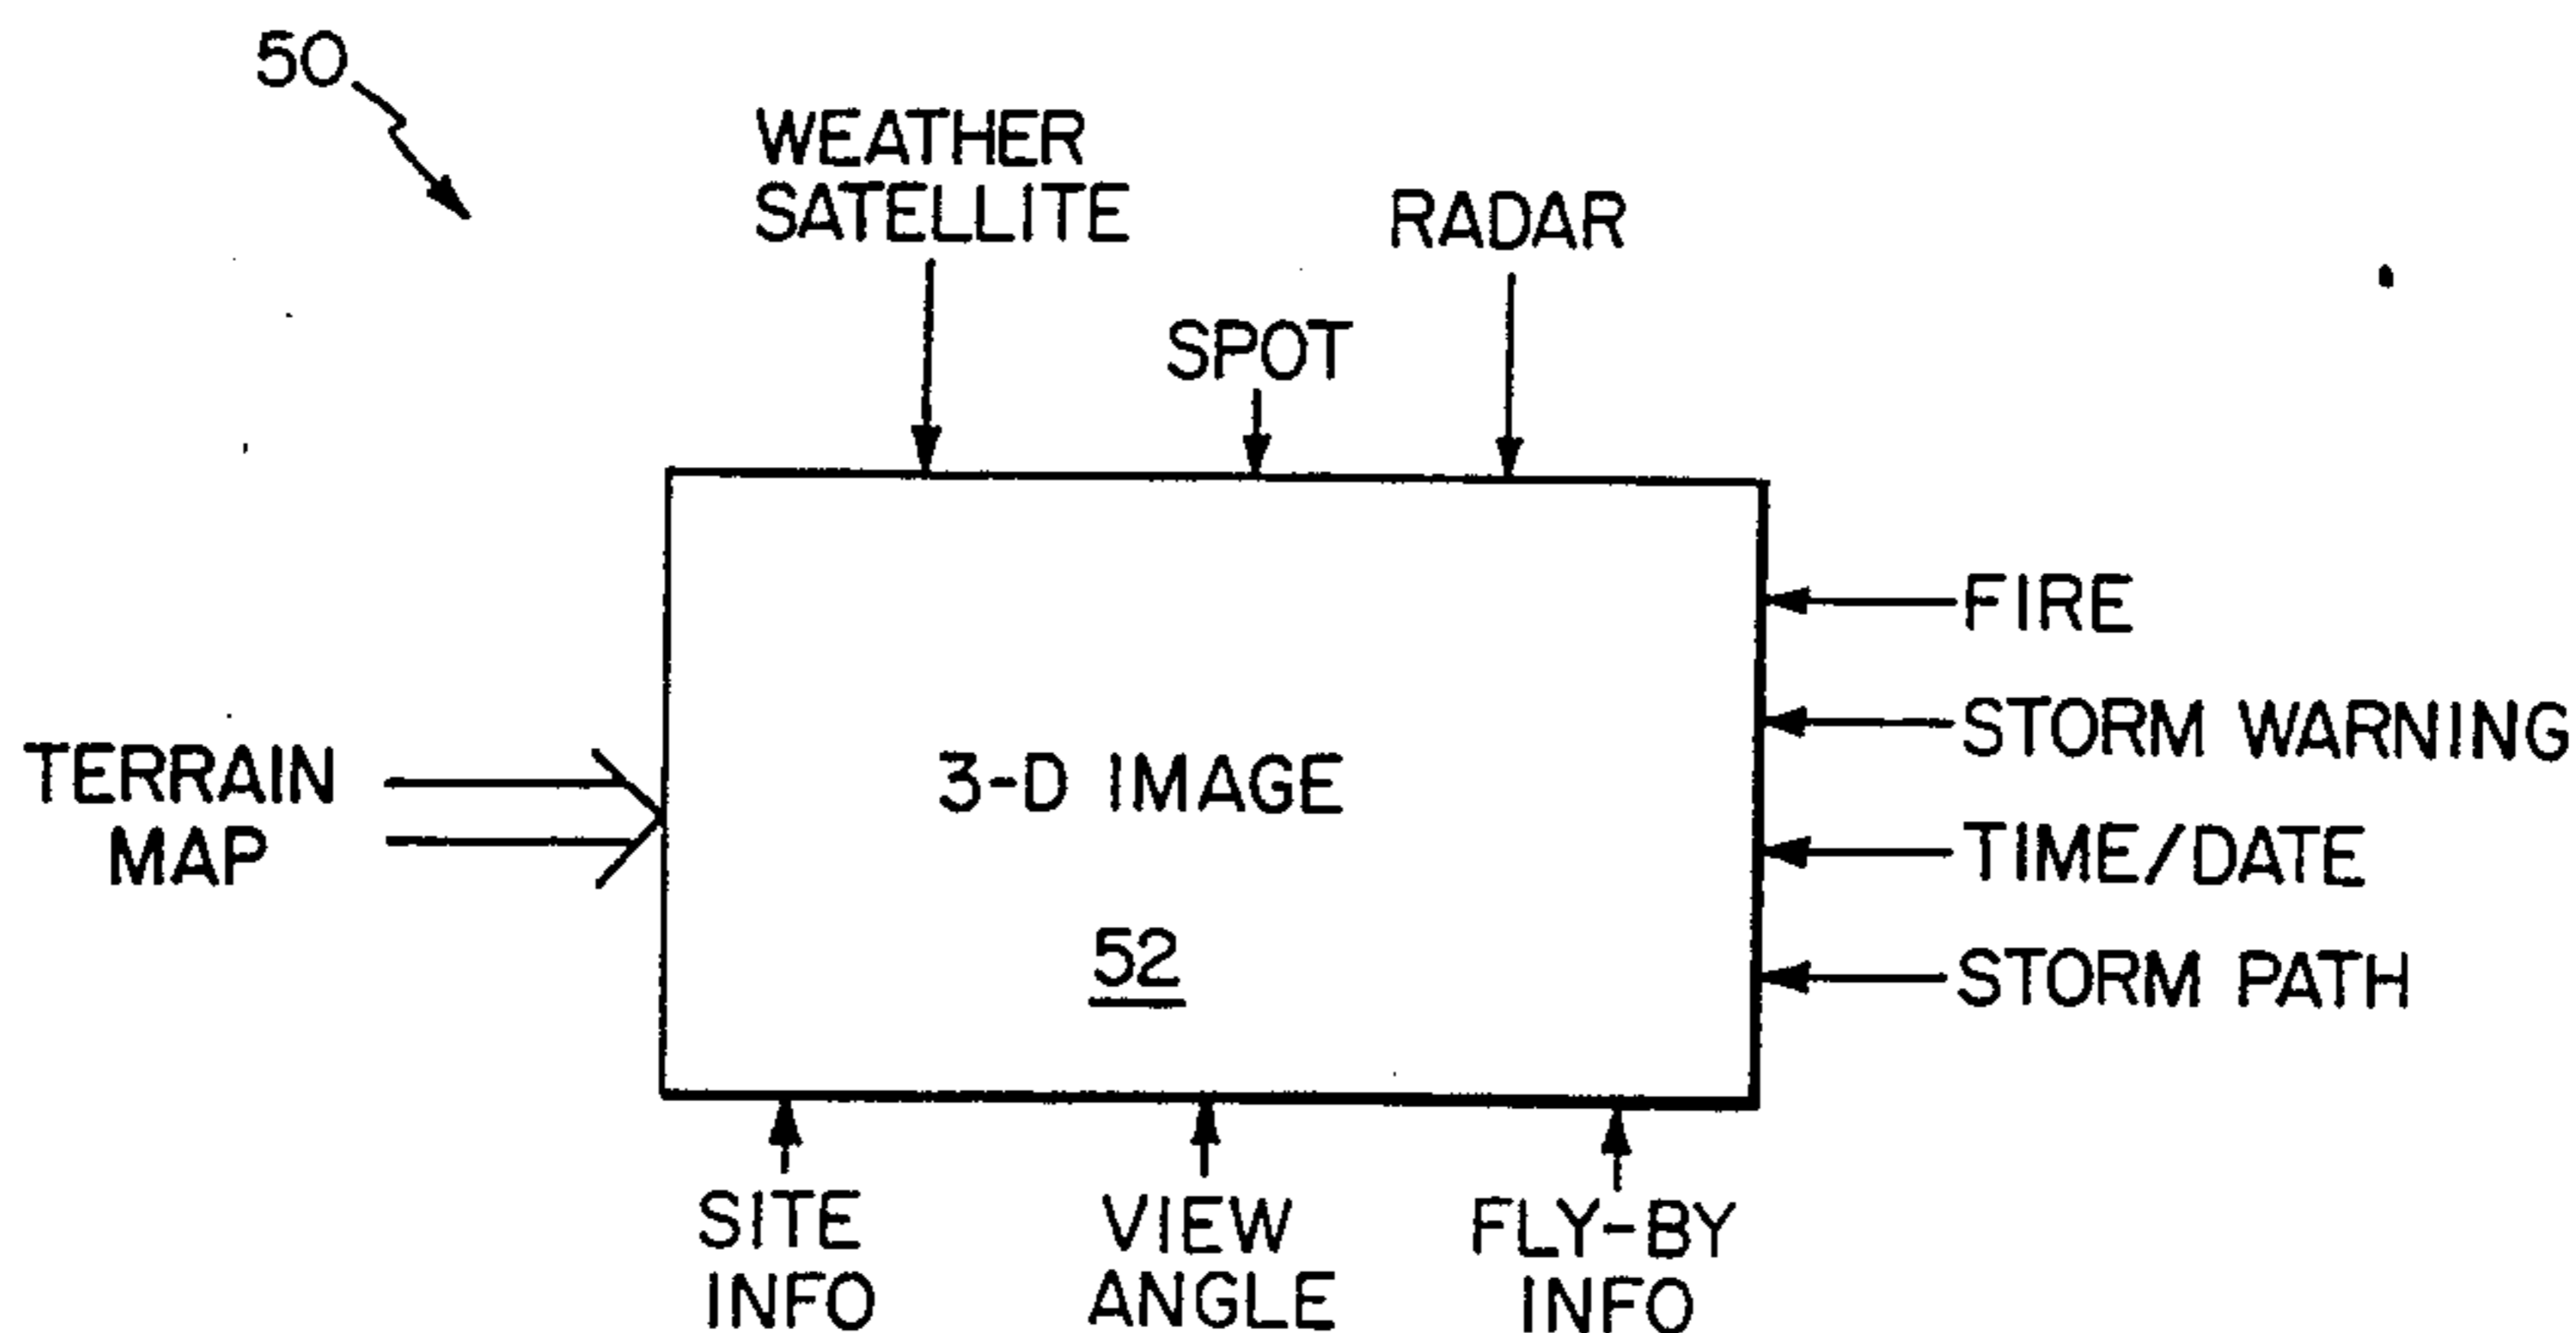 50
WEATHER
SATELLITE
RADAR
SPOT
FIRE
STORM WARNING
TERRAIN
MAP
3-D IMAGE
TIME/DATE
52
STORM PATH
SITE
INFO
VIEW
ANGLE
FLY-BY
INFO